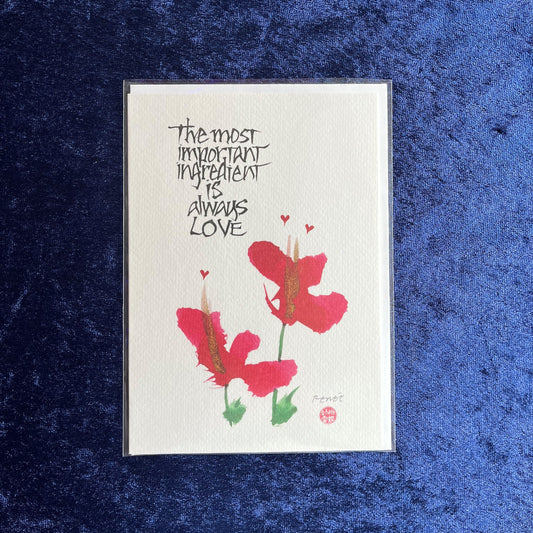 The most
important
ingredient
is
always
LOVE